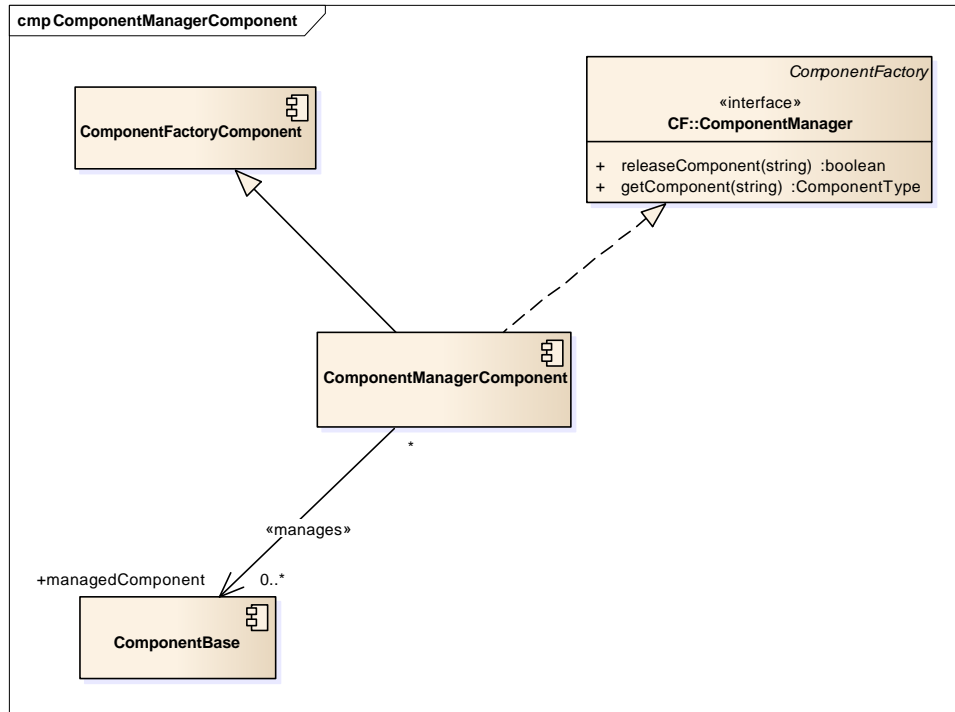 cmp ComponentManagerComponent
ComponentFactory
«interface»
CF::ComponentManager
+ releaseComponent(string) :boolean
+ getComponent(string) :ComponentType
ComponentFactoryComponent
ComponentManagerComponent
*
«manages»
+managedComponent 0..*
ComponentBase